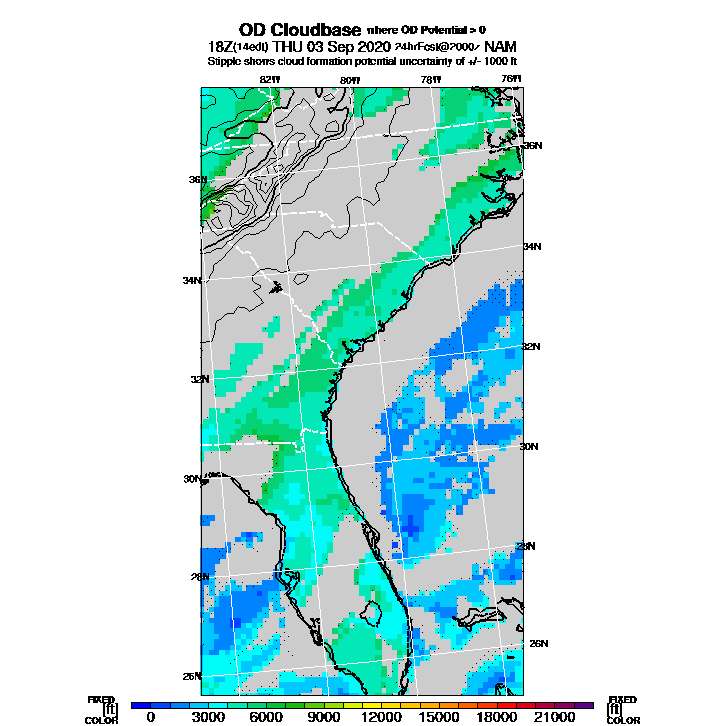 OD Cloudbase where OD Potential > 0
18Z(14edt) THU 03 Sep 2020 24hrFcst@2000z NAM
Stipple shows cloud formation potential uncertainty of +/- 1000 ft
82W 80W 78W 76W
36N
36N
34N
34N
32N
32N
30N
30N
28N
28N
26N
26N
FIXED FIXED
[ft] [ft]
COLOR COLOR
0 3000 6000 9000 12000 15000 18000 21000